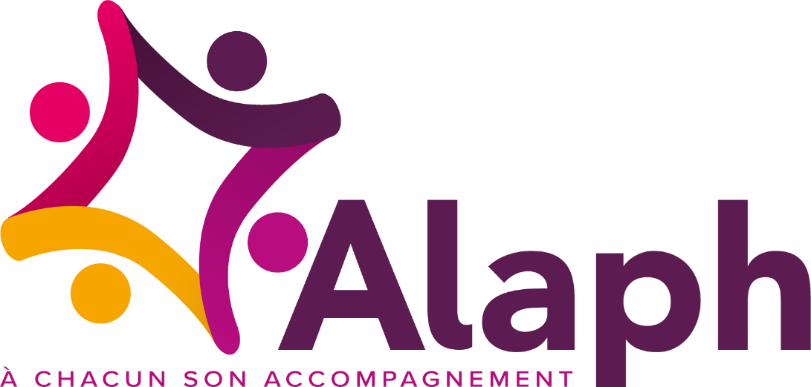 Alaph
À CHACUN SON ACCOMPAGNEMENT